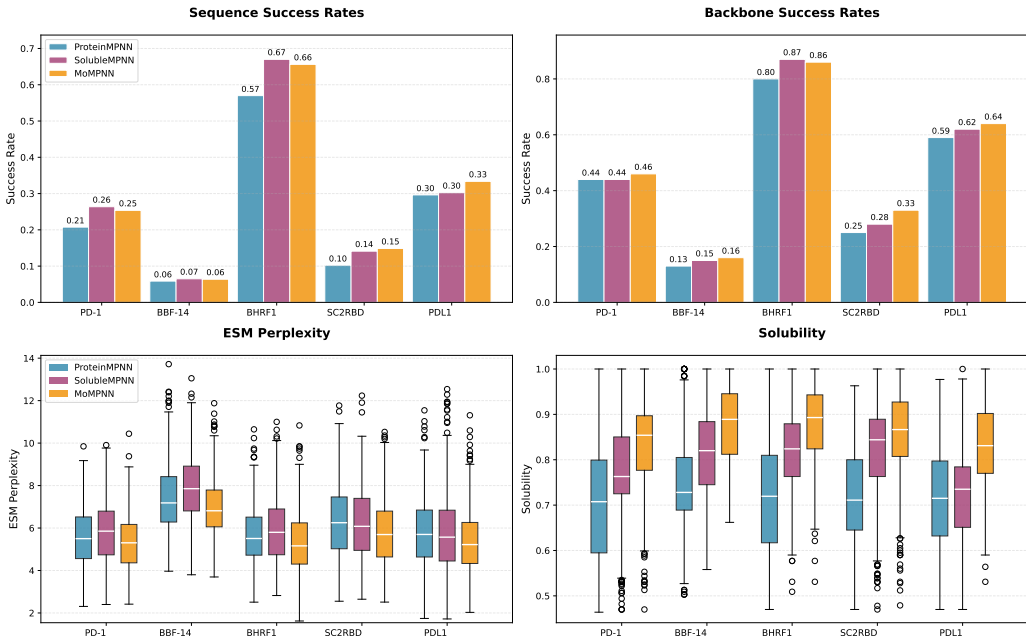 Sequence Success Rates
Success Rate
0.7
0.6
0.5
0.4
0.3
0.2
0.1
0.0
ProteinMPNN
SolubleMPNN
MoMPNN
0.21
0.26
0.25
0.06
0.07
0.06
0.57
0.67
0.66
0.10
0.14
0.15
0.30
0.30
0.33
PD-1
BBF-14
BHRF1
SC2RBD
PDL1
Backbone Success Rates
Success Rate
0.8
0.6
0.4
0.2
0.0
0.44
0.44
0.46
0.13
0.15
0.16
0.80
0.87
0.86
0.25
0.28
0.33
0.59
0.62
0.64
PD-1
BBF-14
BHRF1
SC2RBD
PDL1
ESM Perplexity
ESM Perplexity
14
12
10
8
6
4
2
ProteinMPNN
SolubleMPNN
MoMPNN
PD-1
BBF-14
BHRF1
SC2RBD
PDL1
Solubility
Solubility
1.0
0.9
0.8
0.7
0.6
0.5
PD-1
BBF-14
BHRF1
SC2RBD
PDL1